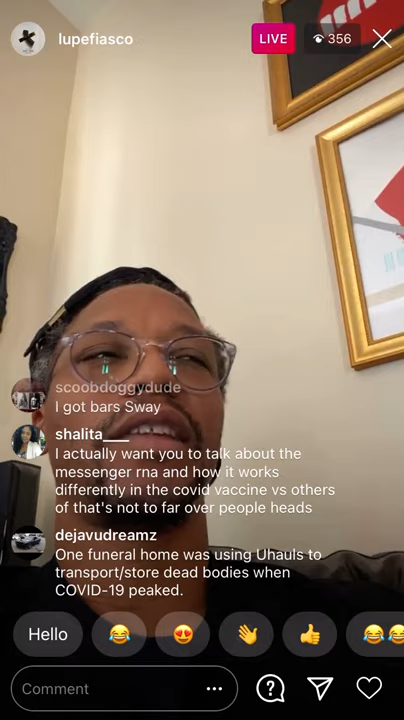 lupefiasco
LIVE
356
scoobdoggydude
I got bars Sway
shalita___
I actually want you to talk about the
messenger rna and how it works
differently in the covid vaccine vs others
of that's not to far over people heads
dejavudreamz
One funeral home was using Uhauls to
transport/store dead bodies when
COVID-19 peaked.
Hello
Comment